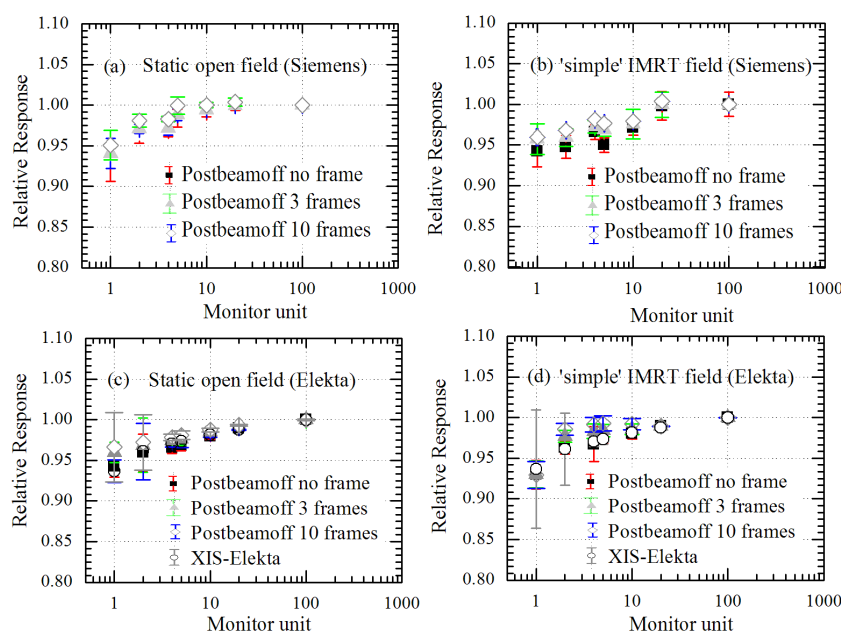 1.10
1.05
1.00
0.95
0.90
0.85
0.80
Relative Response
(a) Static open field (Siemens)
Postbeamoff no frame
Postbeamoff 3 frames
Postbeamoff 10 frames
1 10 100 1000
Monitor unit
1.10
1.05
1.00
0.95
0.90
0.85
0.80
Relative Response
(b) 'simple' IMRT field (Siemens)
Postbeamoff no frame
Postbeamoff 3 frames
Postbeamoff 10 frames
1 10 100 1000
Monitor unit
1.10
1.05
1.00
0.95
0.90
0.85
0.80
Relative Response
(c) Static open field (Elekta)
Postbeamoff no frame
Postbeamoff 3 frames
Postbeamoff 10 frames
XIS-Elekta
1 10 100 1000
Monitor unit
1.10
1.05
1.00
0.95
0.90
0.85
0.80
Relative Response
(d) 'simple' IMRT field (Elekta)
Postbeamoff no frame
Postbeamoff 3 frames
Postbeamoff 10 frames
XIS-Elekta
1 10 100 1000
Monitor unit